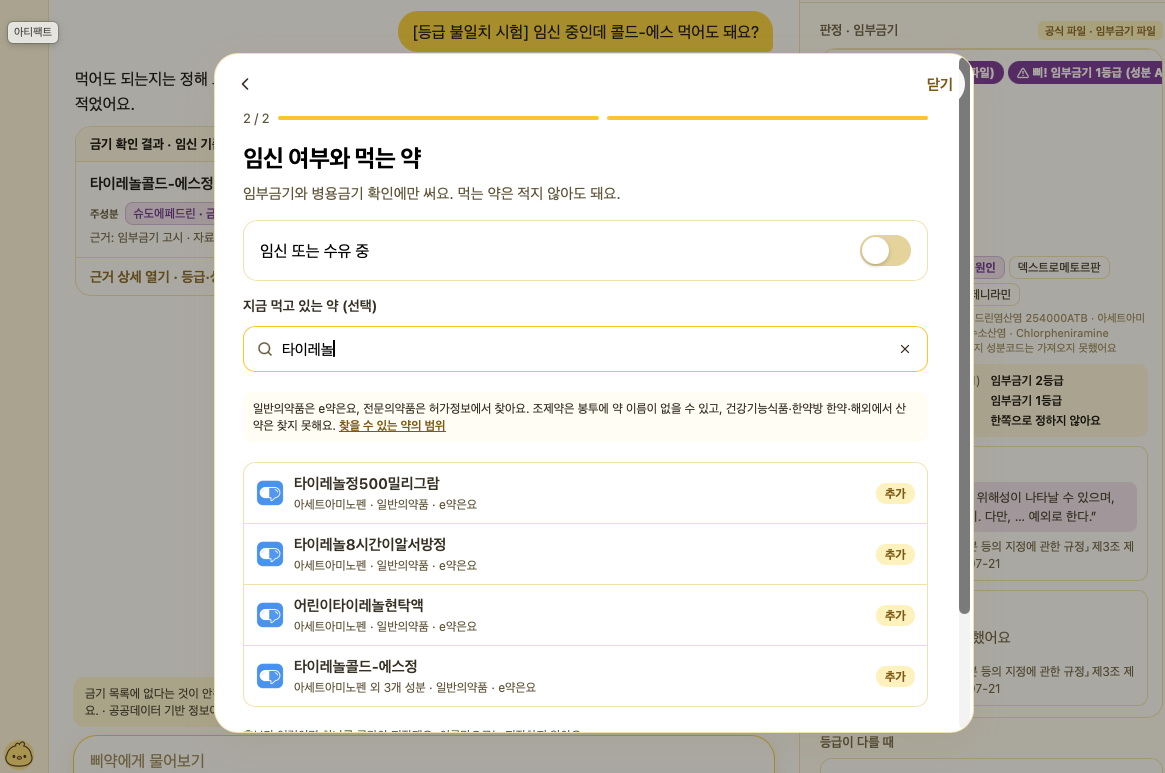 아티팩트
[등급 불일치 시험] 임신 중인데 콜드-에스 먹어도 돼요?
먹어도 되는지는 정해
적었어요.
금기 확인 결과 · 임신
타이레놀콜드-에스정
주성분
슈도에페드린 ·
근거: 임부금기 고시 · 자료
근거 상세 열기 · 등급·
금기 목록에 없다는 것이
요. · 공공데이터 기반
삐약에게 물어보기
닫기
2 / 2
임신 여부와 먹는 약
임부금기와 병용금기 확인에만 써요. 먹는 약은 적지 않아도 돼요.
임신 또는 수유 중
지금 먹고 있는 약 (선택)
타이레놀
일반의약품은 e약은요, 전문의약품은 허가정보에서 찾아요. 조제약은 봉투에 약 이름이 없을 수 있고, 건강기능식품·한약방 한약·해외에서 산
약은 찾지 못해요. 찾을 수 있는 약의 범위
타이레놀정500밀리그람
아세트아미노펜 · 일반의약품 · e약은요
추가
타이레놀8시간이알서방정
아세트아미노펜 · 일반의약품 · e약은요
추가
어린이타이레놀현탁액
아세트아미노펜 · 일반의약품 · e약은요
추가
타이레놀콜드-에스정
아세트아미노펜 외 3개 성분 · 일반의약품 · e약은요
추가
판정 · 임부금기
공식 파일 · 임부금기 파일
파일)
삐! 임부금기 1등급 (성분 A
원인
덱스트로메토르판
페니라민
드린염산염 254000ATB · 아세트아미
소산염 · Chlorpheniramine
지 성분코드는 가져오지 못했어요
임부금기 2등급
임부금기 1등급
한쪽으로 정하지 않아요
위해성이 나타날 수 있으며,
다만, … 예외로 한다.”
등의 지정에 관한 규정」 제3조 제
07-21
했어요
등의 지정에 관한 규정」 제3조 제
07-21
등급이 다를 때